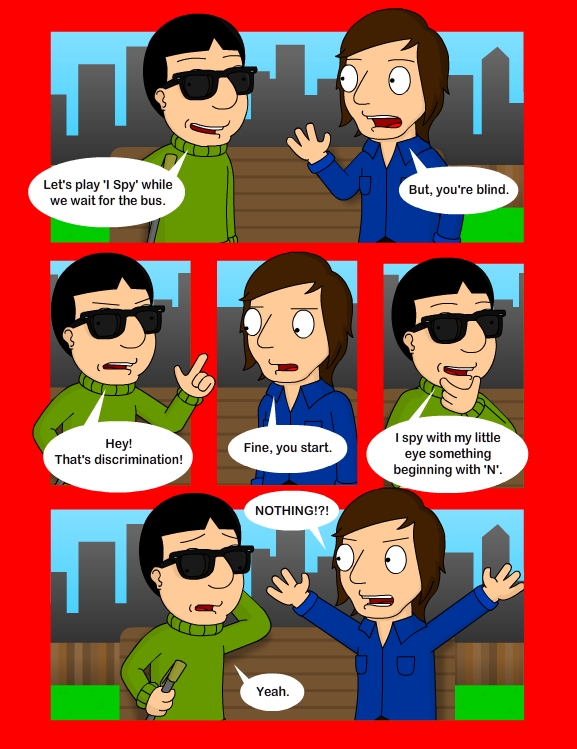 Let's play 'I Spy' while
we wait for the bus.
But, you're blind.
Hey!
That's discrimination!
Fine, you start.
I spy with my little
eye something
beginning with 'N'.
NOTHING!?!
Yeah.